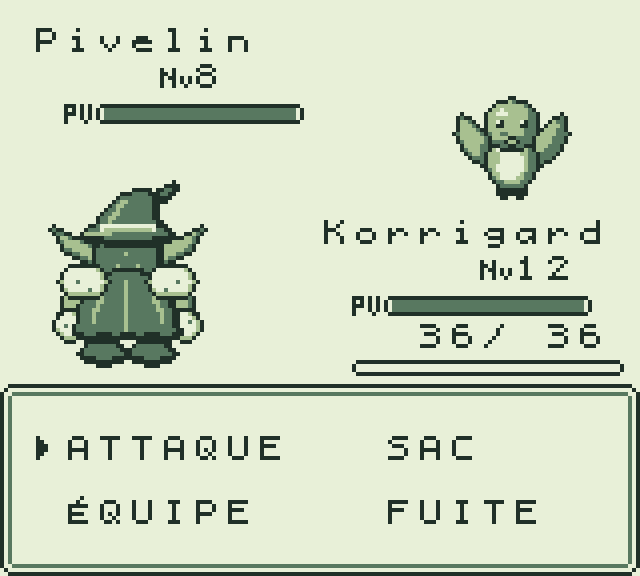 Pivelin
Nv8
PV
Korrigard
Nv12
PV
36/ 36
ATTAQUE SAC
ÉQUIPE FUITE